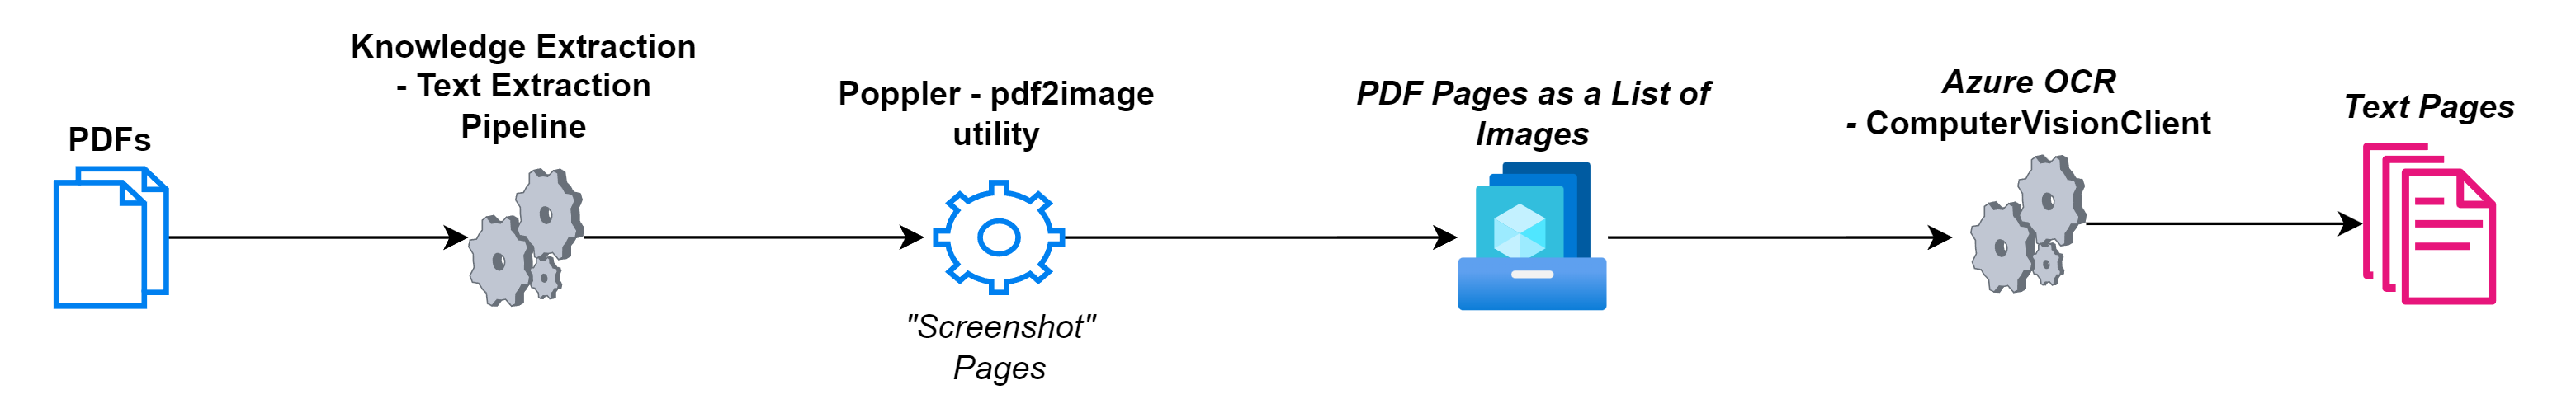 PDFs
Knowledge Extraction
- Text Extraction
Pipeline
Poppler - pdf2image
utility
"Screenshot"
Pages
PDF Pages as a List of
Images
Azure OCR
- ComputerVisionClient
Text Pages